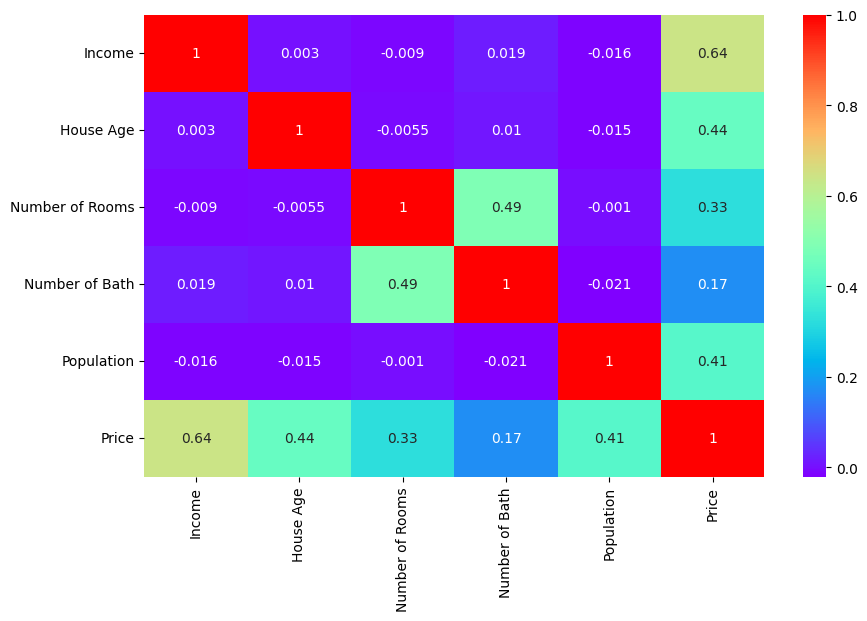 Income 1 0.003 -0.009 0.019 -0.016 0.64
House Age 0.003 1 -0.0055 0.01 -0.015 0.44
Number of Rooms -0.009 -0.0055 1 0.49 -0.001 0.33
Number of Bath 0.019 0.01 0.49 1 -0.021 0.17
Population -0.016 -0.015 -0.001 -0.021 1 0.41
Price 0.64 0.44 0.33 0.17 0.41 1
Income
House Age
Number of Rooms
Number of Bath
Population
Price
1.0
0.8
0.6
0.4
0.2
0.0